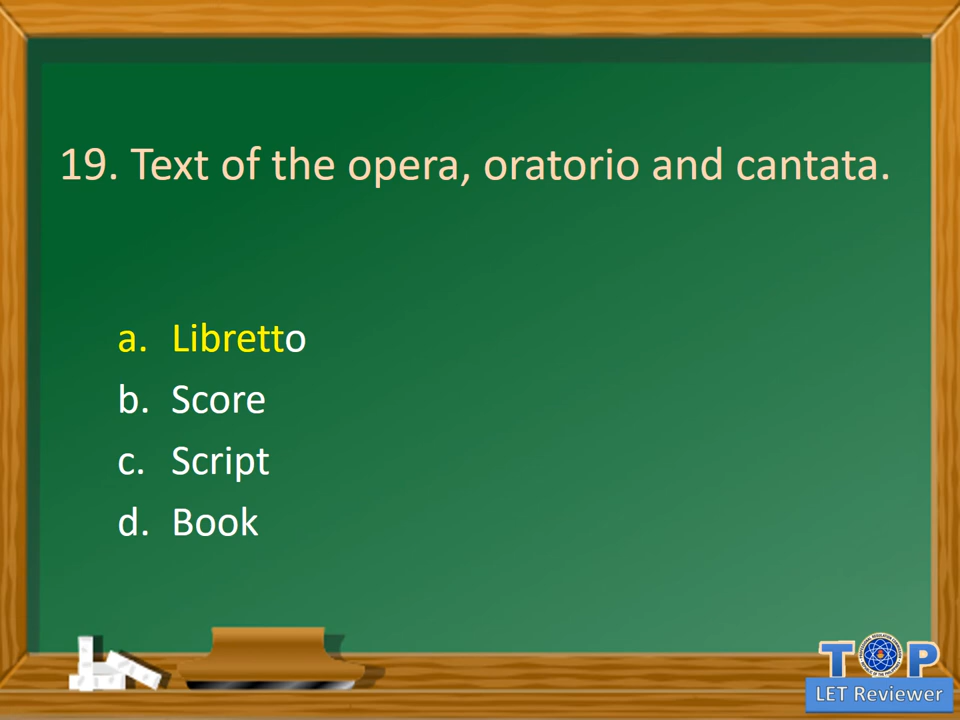 19. Text of the opera, oratorio and cantata.
a. Libretto
b. Score
c. Script
d. Book
TOP
LET Reviewer